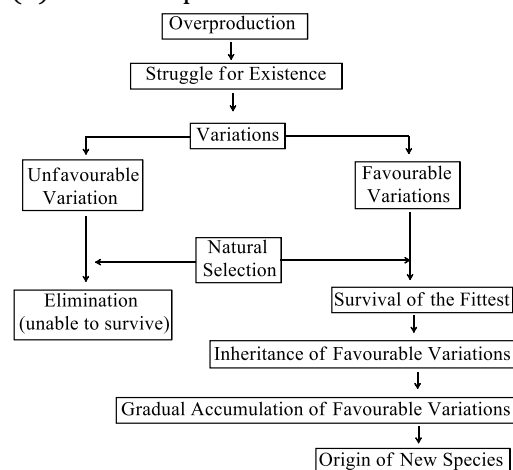 Overproduction
Struggle for Existence
Variations
Unfavourable
Variation
Favourable
Variations
Natural
Selection
Elimination
(unable to survive)
Survival of the Fittest
Inheritance of Favourable Variations
Gradual Accumulation of Favourable Variations
Origin of New Species